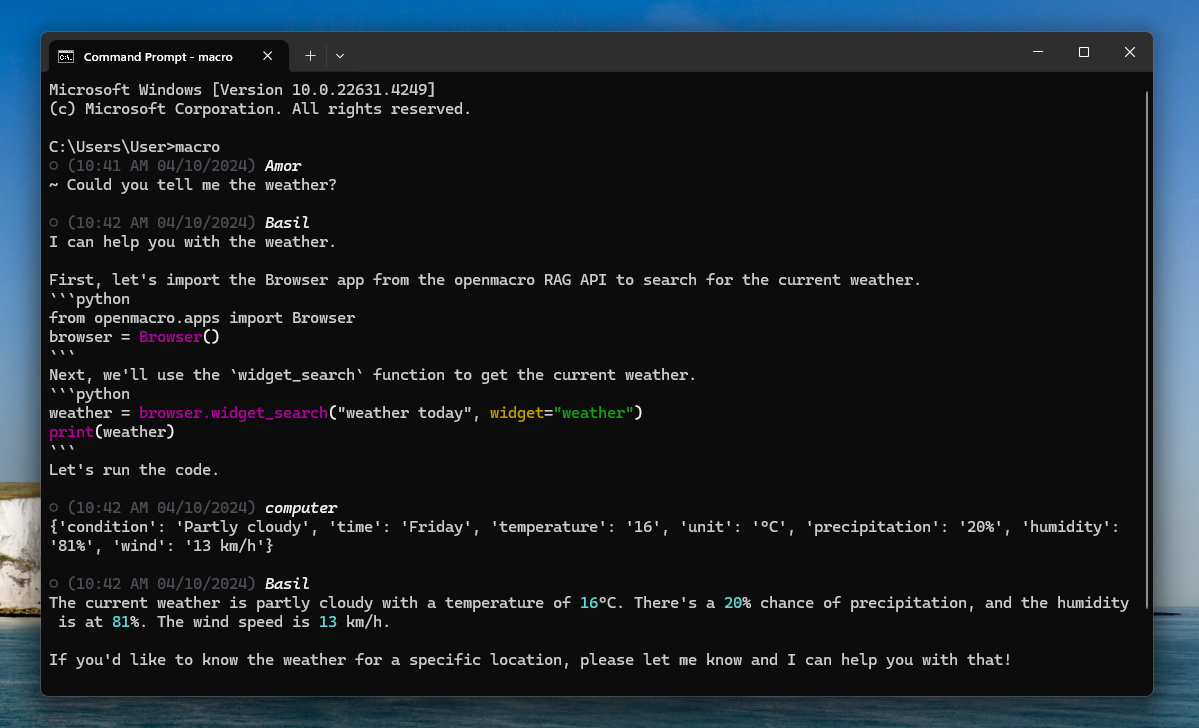 Command Prompt - macro
Microsoft Windows [Version 10.0.22631.4249]
(c) Microsoft Corporation. All rights reserved.
C:\Users\User>macro
○ (10:41 AM 04/10/2024) Amor
~ Could you tell me the weather?
○ (10:42 AM 04/10/2024) Basil
I can help you with the weather.
First, let's import the Browser app from the openmacro RAG API to search for the current weather.
```python
from openmacro.apps import Browser
browser = Browser()
```
Next, we'll use the `widget_search` function to get the current weather.
```python
weather = browser.widget_search("weather today", widget="weather")
print(weather)
```
Let's run the code.
○ (10:42 AM 04/10/2024) computer
{'condition': 'Partly cloudy', 'time': 'Friday', 'temperature': '16', 'unit': '°C', 'precipitation': '20%', 'humidity':
'81%', 'wind': '13 km/h'}
○ (10:42 AM 04/10/2024) Basil
The current weather is partly cloudy with a temperature of 16°C. There's a 20% chance of precipitation, and the humidity
is at 81%. The wind speed is 13 km/h.
If you'd like to know the weather for a specific location, please let me know and I can help you with that!